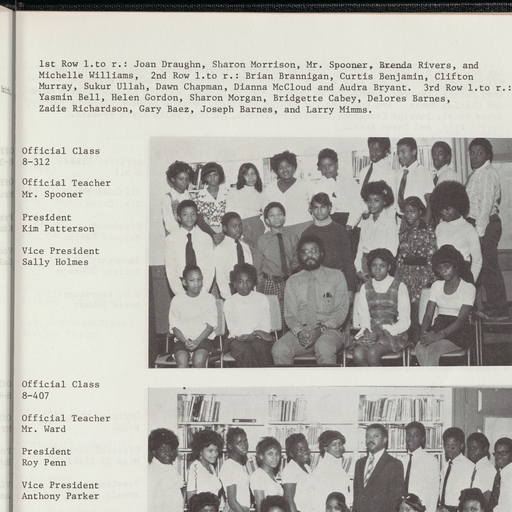 1st Row l.to r.: Joan Draughn, Sharon Morrison, Mr. Spooner, Brenda Rivers, and
Michelle Williams, 2nd Row l.to r.: Brian Brannigan, Curtis Benjamin, Clifton
Murray, Sukur Ullah, Dawn Chapman, Dianna McCloud and Audra Bryant. 3rd Row l.to r.:
Yasmin Bell, Helen Gordon, Sharon Morgan, Bridgette Cabey, Delores Barnes,
Zadie Richardson, Gary Baez, Joseph Barnes, and Larry Mimms.
Official Class
8-312
Official Teacher
Mr. Spooner
President
Kim Patterson
Vice President
Sally Holmes
Official Class
8-407
Official Teacher
Mr. Ward
President
Roy Penn
Vice President
Anthony Parker